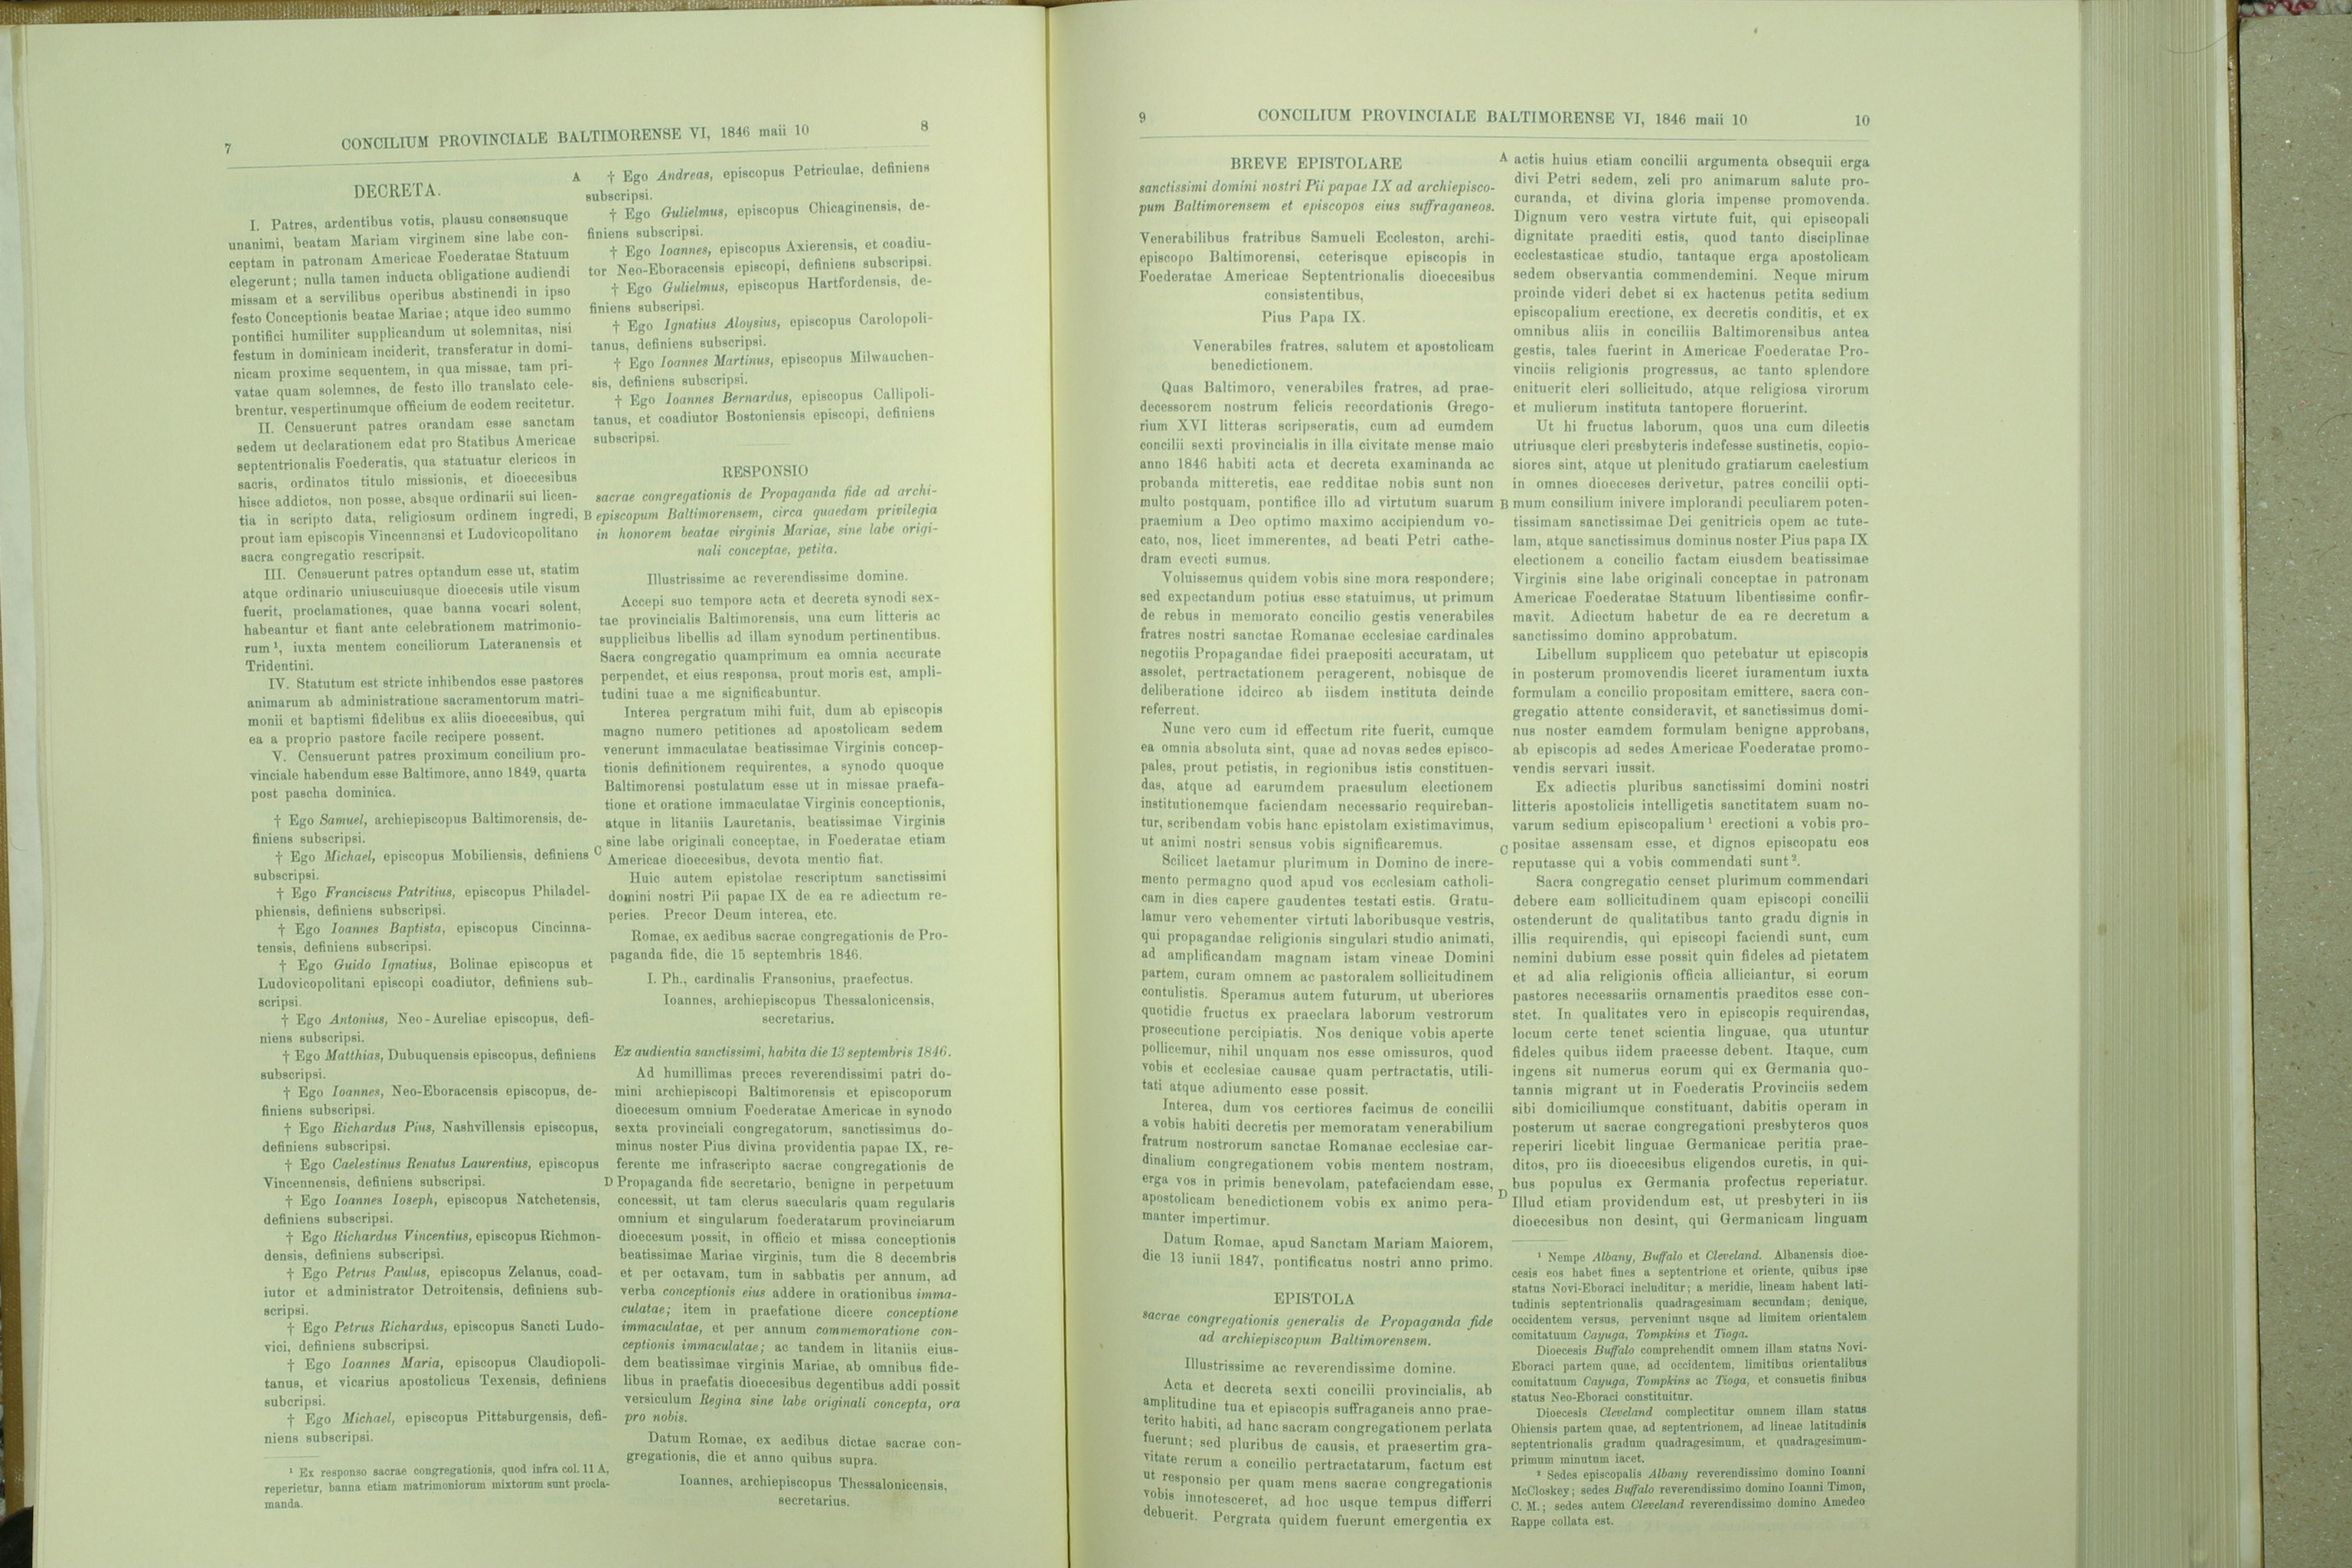 7
CONCILIUM PROVINCIALE BALTIMORENSE VI, 1846 maii 10
8
DECRETA.
I. Patres, ardentibus votis, plausu consensuque
unanimi, beatam Mariam virginem sine labe con-
ceptam in patronam Americae Foederatae Statuum
elegerunt; nulla tamen inducta obligatione audiendi
missam et a servilibus operibus abstinendi in ipso
festo Conceptionis beatae Mariae; atque ideo summo
pontifici humiliter supplicandum ut solemnitas, nisi
festum in dominicam inciderit, transferatur in domi-
nicam proxime sequentem, in qua missae, tam pri-
vatae quam solemnes, de festo illo translato cele-
brentur, vespertinumque officium de eodem recitetur.
II. Censuerunt patres orandam esse sanctam
sedem ut declarationem edat pro Statibus Americae
septentrionalis Foederatis, qua statuatur clericos in
sacris, ordinatos titulo missionis, et dioecesibus
hisce addictos, non posse, absque ordinarii sui licen-
tia in scripto data, religiosum ordinem ingredi,
prout iam episcopis Vincennensi et Ludovicopolitano
sacra congregatio rescripsit.
III. Censuerunt patres optandum esse ut, statim
atque ordinario uniuscuiusque dioecesis utile visum
fuerit, proclamationes, quae banna vocari solent,
habeantur et fiant ante celebrationem matrimonio-
rum ¹, iuxta mentem conciliorum Lateranensis et
Tridentini.
IV. Statutum est stricte inhibendos esse pastores
animarum ab administratione sacramentorum matri-
monii et baptismi fidelibus ex aliis dioecesibus, qui
ea a proprio pastore facile recipere possent.
V. Censuerunt patres proximum concilium pro-
vinciale habendum esse Baltimore, anno 1849, quarta
post pascha dominica.
† Ego Samuel, archiepiscopus Baltimorensis, de-
finiens subscripsi.
† Ego Michael, episcopus Mobiliensis, definiens
subscripsi.
† Ego Franciscus Patritius, episcopus Philadel-
phiensis, definiens subscripsi.
† Ego Ioannes Baptista, episcopus Cincinna-
tensis, definiens subscripsi.
† Ego Guido Ignatius, Bolinae episcopus et
Ludovicopolitani episcopi coadiutor, definiens sub-
scripsi.
† Ego Antonius, Neo-Aureliae episcopus, defi-
niens subscripsi.
† Ego Matthias, Dubuquensis episcopus, definiens
subscripsi.
† Ego Ioannes, Neo-Eboracensis episcopus, de-
finiens subscripsi.
† Ego Richardus Pius, Nashvillensis episcopus,
definiens subscripsi.
† Ego Caelestinus Renatus Laurentius, episcopus
Vincennensis, definiens subscripsi.
† Ego Ioannes Ioseph, episcopus Natchetensis,
definiens subscripsi.
† Ego Richardus Vincentius, episcopus Richmon-
densis, definiens subscripsi.
† Ego Petrus Paulus, episcopus Zelanus, coad-
iutor et administrator Detroitensis, definiens sub-
scripsi.
† Ego Petrus Richardus, episcopus Sancti Ludo-
vici, definiens subscripsi.
† Ego Ioannes Maria, episcopus Claudiopoli-
tanus, et vicarius apostolicus Texensis, definiens
subcripsi.
† Ego Michael, episcopus Pittsburgensis, defi-
niens subscripsi.
¹ Ex responso sacrae congregationis, quod infra col. 11 A,
reperietur, banna etiam matrimoniorum mixtorum sunt procla-
manda.
A
B
C
D
† Ego Andreas, episcopus Petriculae, definiens
subscripsi.
† Ego Gulielmus, episcopus Chicaginensis, de-
finiens subscripsi.
† Ego Ioannes, episcopus Axierensis, et coadiu-
tor Neo-Eboracensis episcopi, definiens subscripsi.
† Ego Gulielmus, episcopus Hartfordensis, de-
finiens subscripsi.
† Ego Ignatius Aloysius, episcopus Carolopoli-
tanus, definiens subscripsi.
† Ego Ioannes Martinus, episcopus Milwauchen-
sis, definiens subscripsi.
† Ego Ioannes Bernardus, episcopus Callipoli-
tanus, et coadiutor Bostoniensis episcopi, definiens
subscripsi.
RESPONSIO
sacrae congregationis de Propaganda fide ad archi-
episcopum Baltimorensem, circa quaedam privilegia
in honorem beatae virginis Mariae, sine labe origi-
nali conceptae, petita.
Illustrissime ac reverendissime domine.
Accepi suo tempore acta et decreta synodi sex-
tae provincialis Baltimorensis, una cum litteris ac
supplicibus libellis ad illam synodum pertinentibus.
Sacra congregatio quamprimum ea omnia accurate
perpendet, et eius responsa, prout moris est, ampli-
tudini tuae a me significabuntur.
Interea pergratum mihi fuit, dum ab episcopis
magno numero petitiones ad apostolicam sedem
venerunt immaculatae beatissimae Virginis concep-
tionis definitionem requirentes, a synodo quoque
Baltimorensi postulatum esse ut in missae praefa-
tione et oratione immaculatae Virginis conceptionis,
atque in litaniis Lauretanis, beatissimae Virginis
sine labe originali conceptae, in Foederatae etiam
Americae dioecesibus, devota mentio fiat.
Huic autem epistolae rescriptum sanctissimi
domini nostri Pii papae IX de ea re adiectum re-
peries. Precor Deum interea, etc.
Romae, ex aedibus sacrae congregationis de Pro-
paganda fide, die 15 septembris 1846.
I. Ph., cardinalis Fransonius, praefectus.
Ioannes, archiepiscopus Thessalonicensis,
secretarius.
Ex audientia sanctissimi, habita die 13 septembris 1846.
Ad humillimas preces reverendissimi patri do-
mini archiepiscopi Baltimorensis et episcoporum
dioecesum omnium Foederatae Americae in synodo
sexta provinciali congregatorum, sanctissimus do-
minus noster Pius divina providentia papae IX, re-
ferente me infrascripto sacrae congregationis de
Propaganda fide secretario, benigne in perpetuum
concessit, ut tam clerus saecularis quam regularis
omnium et singularum foederatarum provinciarum
dioecesum possit, in officio et missa conceptionis
beatissimae Mariae virginis, tum die 8 decembris
et per octavam, tum in sabbatis per annum, ad
verba conceptionis eius addere in orationibus imma-
culatae; item in praefatione dicere conceptione
immaculatae, et per annum commemoratione con-
ceptionis immaculatae; ac tandem in litaniis eius-
dem beatissimae virginis Mariae, ab omnibus fide-
libus in praefatis dioecesibus degentibus addi possit
versiculum Regina sine labe originali concepta, ora
pro nobis.
Datum Romae, ex aedibus dictae sacrae con-
gregationis, die et anno quibus supra.
Ioannes, archiepiscopus Thessalonicensis,
secretarius.
9
CONCILIUM PROVINCIALE BALTIMORENSE VI, 1846 maii 10
10
BREVE EPISTOLARE
sanctissimi domini nostri Pii papae IX ad archiepisco-
pum Baltimorensem et episcopos eius suffraganeos.
Venerabilibus fratribus Samueli Eccleston, archi-
episcopo Baltimorensi, ceterisque episcopis in
Foederatae Americae Septentrionalis dioecesibus
consistentibus,
Pius Papa IX.
Venerabiles fratres, salutem et apostolicam
benedictionem.
Quas Baltimoro, venerabiles fratres, ad prae-
decessorem nostrum felicis recordationis Grego-
rium XVI litteras scripseratis, cum ad eumdem
concilii sexti provincialis in illa civitate mense maio
anno 1846 habiti acta et decreta examinanda ac
probanda mitteretis, eae redditae nobis sunt non
multo postquam, pontifice illo ad virtutum suarum
praemium a Deo optimo maximo accipiendum vo-
cato, nos, licet immerentes, ad beati Petri cathe-
dram evecti sumus.
Voluissemus quidem vobis sine mora respondere;
sed expectandum potius esse statuimus, ut primum
de rebus in memorato concilio gestis venerabiles
fratres nostri sanctae Romanae ecclesiae cardinales
negotiis Propagandae fidei praepositi accuratam, ut
assolet, pertractationem peragerent, nobisque de
deliberatione idcirco ab iisdem instituta deinde
referrent.
Nunc vero cum id effectum rite fuerit, cumque
ea omnia absoluta sint, quae ad novas sedes episco-
pales, prout petistis, in regionibus istis constituen-
das, atque ad earumdem praesulum electionem
institutionemque faciendam necessario requireban-
tur, scribendam vobis hanc epistolam existimavimus,
ut animi nostri sensus vobis significaremus.
Scilicet laetamur plurimum in Domino de incre-
mento permagno quod apud vos ecclesiam catholi-
cam in dies capere gaudentes testati estis. Gratu-
lamur vero vehementer virtuti laboribusque vestris,
qui propagandae religionis singulari studio animati,
ad amplificandam magnam istam vineae Domini
partem, curam omnem ac pastoralem sollicitudinem
contulistis. Speramus autem futurum, ut uberiores
quotidie fructus ex praeclara laborum vestrorum
prosecutione percipiatis. Nos denique vobis aperte
pollicemur, nihil unquam nos esse omissuros, quod
vobis et ecclesiae causae quam pertractatis, utili-
tati atque adiumento esse possit.
Interea, dum vos certiores facimus de concilii
a vobis habiti decretis per memoratam venerabilium
fratrum nostrorum sanctae Romanae ecclesiae car-
dinalium congregationem vobis mentem nostram,
erga vos in primis benevolam, patefaciendam esse,
apostolicam benedictionem vobis ex animo pera-
manter impertimur.
Datum Romae, apud Sanctam Mariam Maiorem,
die 13 iunii 1847, pontificatus nostri anno primo.
EPISTOLA
sacrae congregationis generalis de Propaganda fide
ad archiepiscopum Baltimorensem.
Illustrissime ac reverendissime domine.
Acta et decreta sexti concilii provincialis, ab
amplitudine tua et episcopis suffraganeis anno prae-
terito habiti, ad hanc sacram congregationem perlata
fuerunt; sed pluribus de causis, et praesertim gra-
vitate rerum a concilio pertractatarum, factum est
ut responsio per quam mens sacrae congregationis
vobis innotesceret, ad hoc usque tempus differri
debuerit. Pergrata quidem fuerunt emergentia ex
A
B
C
D
actis huius etiam concilii argumenta obsequii erga
divi Petri sedem, zeli pro animarum salute pro-
curanda, et divina gloria impense promovenda.
Dignum vero vestra virtute fuit, qui episcopali
dignitate praediti estis, quod tanto disciplinae
ecclestasticae studio, tantaque erga apostolicam
sedem observantia commendemini. Neque mirum
proinde videri debet si ex hactenus petita sedium
episcopalium erectione, ex decretis conditis, et ex
omnibus aliis in conciliis Baltimorensibus antea
gestis, tales fuerint in Americae Foederatae Pro-
vinciis religionis progressus, ac tanto splendore
enituerit cleri sollicitudo, atque religiosa virorum
et mulierum instituta tantopere floruerint.
Ut hi fructus laborum, quos una cum dilectis
utriusque cleri presbyteris indefesse sustinetis, copio-
siores sint, atque ut plenitudo gratiarum caelestium
in omnes dioeceses derivetur, patres concilii opti-
mum consilium inivere implorandi peculiarem poten-
tissimam sanctissimae Dei genitricis opem ac tute-
lam, atque sanctissimus dominus noster Pius papa IX
electionem a concilio factam eiusdem beatissimae
Virginis sine labe originali conceptae in patronam
Americae Foederatae Statuum libentissime confir-
mavit. Adiectum habetur de ea re decretum a
sanctissimo domino approbatum.
Libellum supplicem quo petebatur ut episcopis
in posterum promovendis liceret iuramentum iuxta
formulam a concilio propositam emittere, sacra con-
gregatio attente consideravit, et sanctissimus domi-
nus noster eamdem formulam benigne approbans,
ab episcopis ad sedes Americae Foederatae promo-
vendis servari iussit.
Ex adiectis pluribus sanctissimi domini nostri
litteris apostolicis intelligetis sanctitatem suam no-
varum sedium episcopalium ¹ erectioni a vobis pro-
positae assensam esse, et dignos episcopatu eos
reputasse qui a vobis commendati sunt ².
Sacra congregatio censet plurimum commendari
debere eam sollicitudinem quam episcopi concilii
ostenderunt de qualitatibus tanto gradu dignis in
illis requirendis, qui episcopi faciendi sunt, cum
nemini dubium esse possit quin fideles ad pietatem
et ad alia religionis officia alliciantur, si eorum
pastores necessariis ornamentis praeditos esse con-
stet. In qualitates vero in episcopis requirendas,
locum certe tenet scientia linguae, qua utuntur
fideles quibus iidem praeesse debent. Itaque, cum
ingens sit numerus eorum qui ex Germania quo-
tannis migrant ut in Foederatis Provinciis sedem
sibi domiciliumque constituant, dabitis operam in
posterum ut sacrae congregationi presbyteros quos
reperiri licebit linguae Germanicae peritia prae-
ditos, pro iis dioecesibus eligendos curetis, in qui-
bus populus ex Germania profectus reperiatur.
Illud etiam providendum est, ut presbyteri in iis
dioecesibus non desint, qui Germanicam linguam
¹ Nempe Albany, Buffalo et Cleveland. Albanensis dioe-
cesis eos habet fines a septentrione et oriente, quibus ipse
status Novi-Eboraci includitur; a meridie, lineam habent lati-
tudinis septentrionalis quadragesimam secundam; denique,
occidentem versus, perveniunt usque ad limitem orientalem
comitatuum Cayuga, Tompkins et Tioga.
Dioecesis Buffalo comprehendit omnem illam status Novi-
Eboraci partem quae, ad occidentem, limitibus orientalibus
comitatuum Cayuga, Tompkins ac Tioga, et consuetis finibus
status Neo-Eboraci constituitur.
Dioecesis Cleveland complectitur omnem illam status
Ohiensis partem quae, ad septentrionem, ad lineae latitudinis
septentrionalis gradum quadragesimum, et quadragesimum-
primum minutum iacet.
² Sedes episcopalis Albany reverendissimo domino Ioanni
McCloskey; sedes Buffalo reverendissimo domino Ioanni Timon,
C. M.; sedes autem Cleveland reverendissimo domino Amedeo
Rappe collata est.